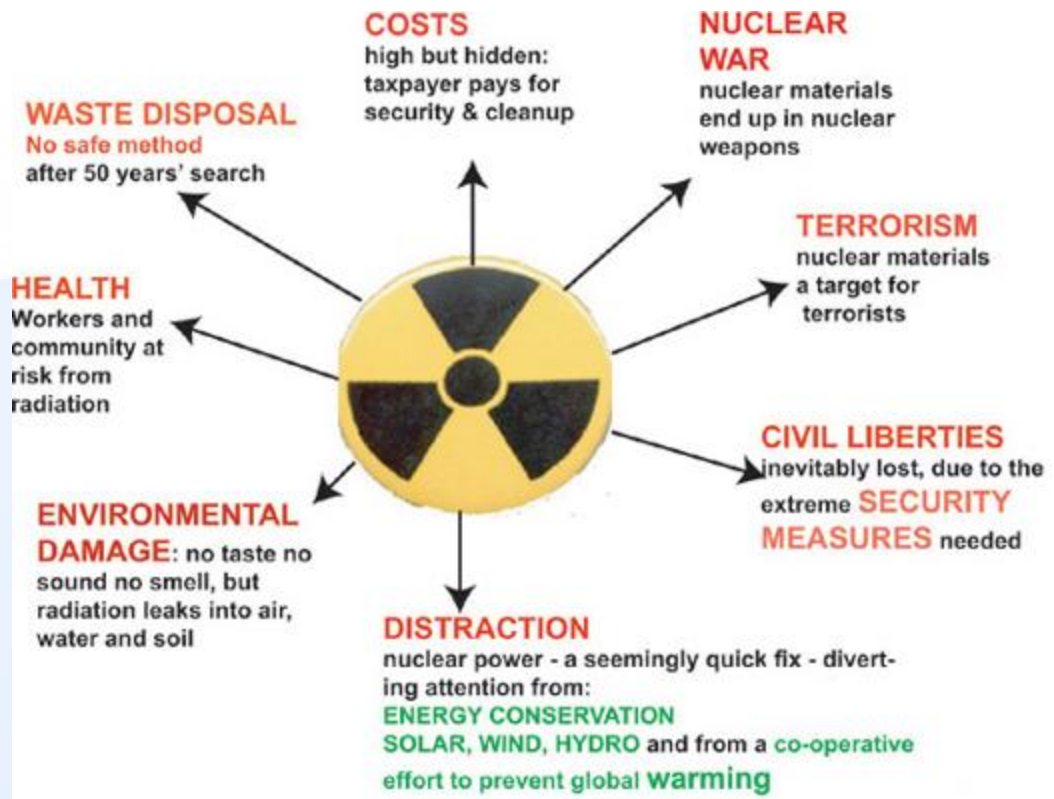 COSTS
high but hidden:
taxpayer pays for
security & cleanup
NUCLEAR
WAR
nuclear materials
end up in nuclear
weapons
WASTE DISPOSAL
No safe method
after 50 years' search
TERRORISM
nuclear materials
a target for
terrorists
HEALTH
Workers and
community at
risk from
radiation
CIVIL LIBERTIES
inevitably lost, due to the
extreme SECURITY
MEASURES needed
ENVIRONMENTAL
DAMAGE: no taste no
sound no smell, but
radiation leaks into air,
water and soil
DISTRACTION
nuclear power - a seemingly quick fix - divert-
ing attention from:
ENERGY CONSERVATION
SOLAR, WIND, HYDRO and from a co-operative
effort to prevent global warming